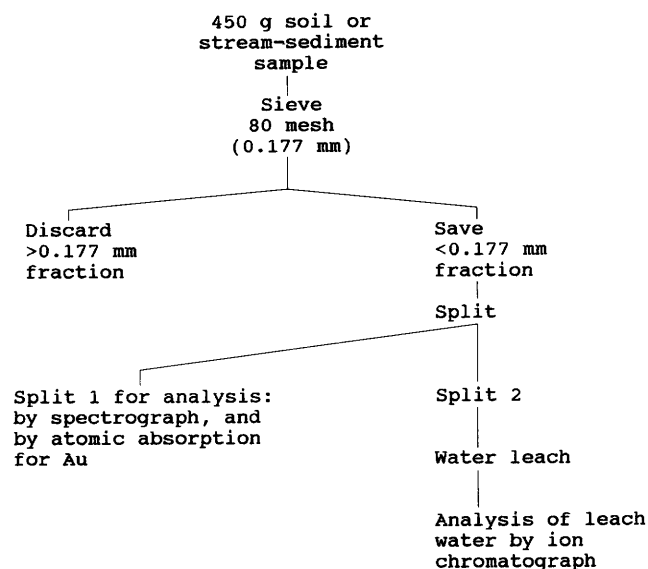 450 g soil or
stream¬sediment
sample
Sieve
80 mesh
(0.177 mm)
Discard
>0.177 mm
fraction
Save
<0.177 mm
fraction
Split
Split 1 for analysis:
by spectrograph, and
by atomic absorption
for Au
Split 2
Water leach
Analysis of leach
water by ion
chromatograph